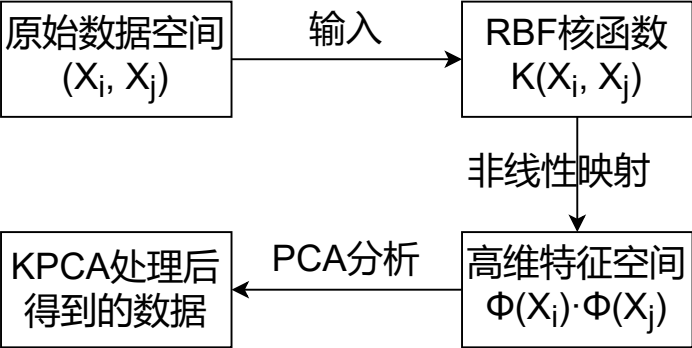 原始数据空间
(Xi, Xj)
输入
RBF核函数
K(Xi, Xj)
非线性映射
高维特征空间
Φ(Xi)·Φ(Xj)
PCA分析
KPCA处理后
得到的数据